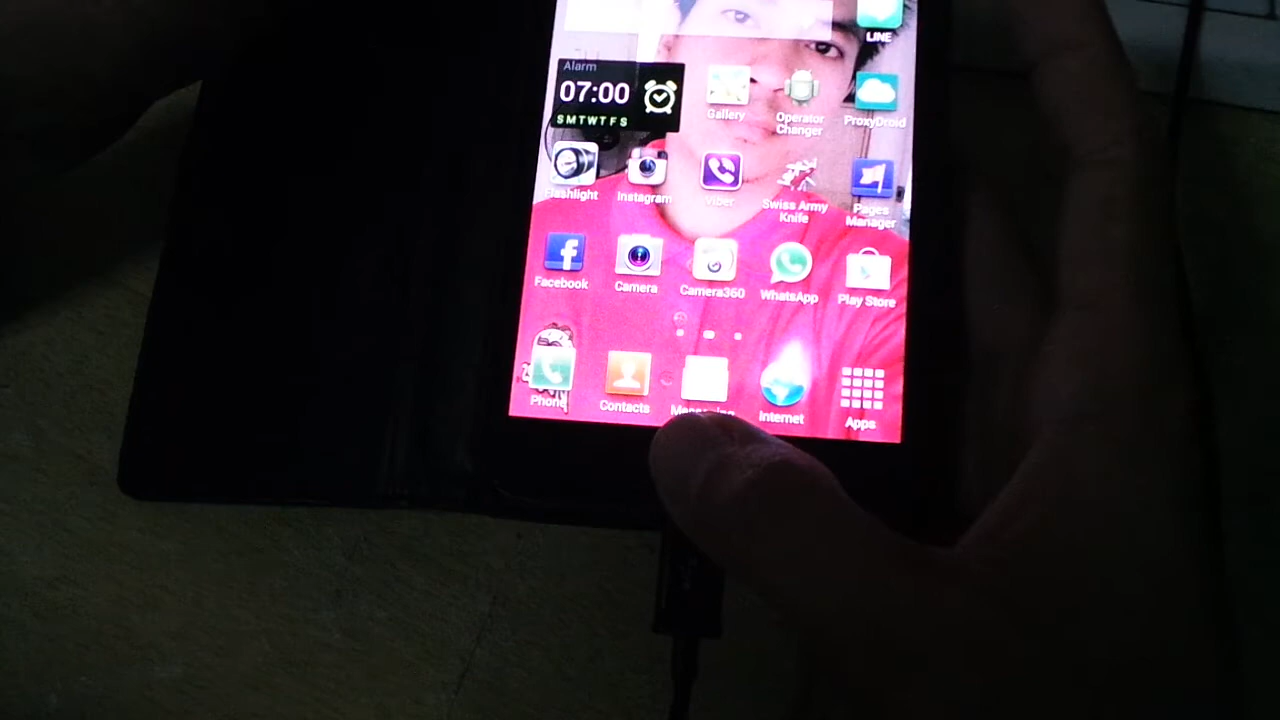 LINE
Alarm
07:00
S M T W T F S
Gallery
Operator
Changer
ProxyDroid
Flashlight
Instagram
Viber
Swiss Army
Knife
Pages
Manager
Facebook
Camera
Camera360
WhatsApp
Play Store
Phone
Contacts
Internet
Apps